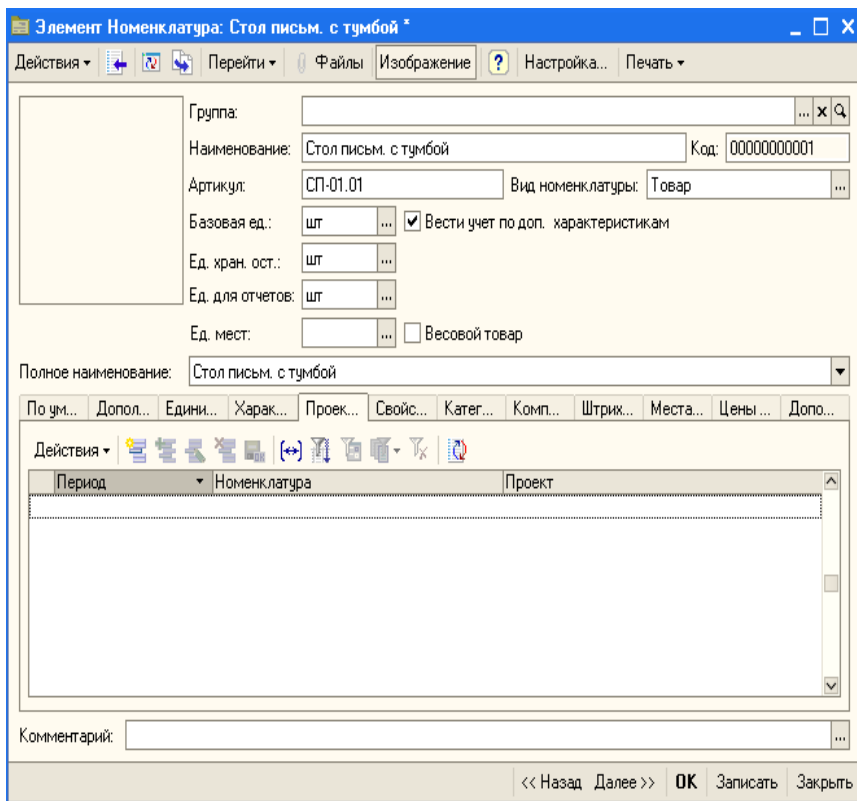 Элемент Номенклатура: Стол письм. с тумбой *
Действия Перейти Файлы Изображение ? Настройка... Печать
Группа: ... x
Наименование: Стол письм. с тумбой Код: 00000000001
Артикул: СП-01.01 Вид номенклатуры: Товар ...
Базовая ед.: шт ... Вести учет по доп. характеристикам
Ед. хран. ост.: шт ...
Ед. для отчетов: шт ...
Ед. мест: ... Весовой товар
Полное наименование: Стол письм. с тумбой
По ум... Допол... Едини... Харак... Проек... Свойс... Катег... Комп... Штрих... Места... Цены ... Допо...
Действия
Период Номенклатура Проект
Комментарий: ...
<< Назад Далее >> OK Записать Закрыть